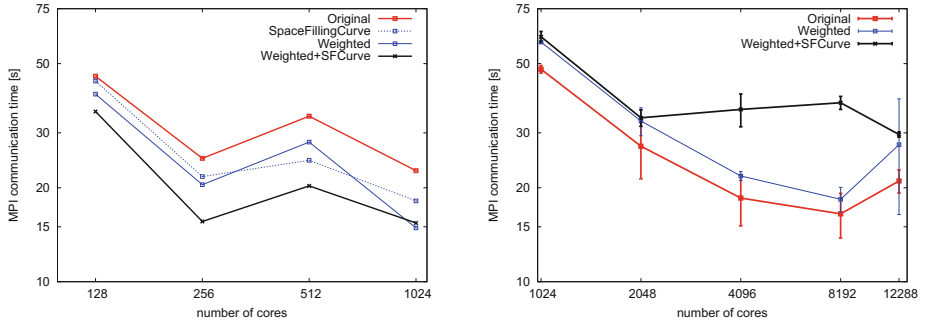 75
50
30
20
15
10
MPI communication time [s]
128
256
512
1024
number of cores
Original
SpaceFillingCurve
Weighted
Weighted+SFCurve
75
50
30
20
15
10
MPI communication time [s]
1024
2048
4096
8192
12288
number of cores
Original
Weighted
Weighted+SFCurve